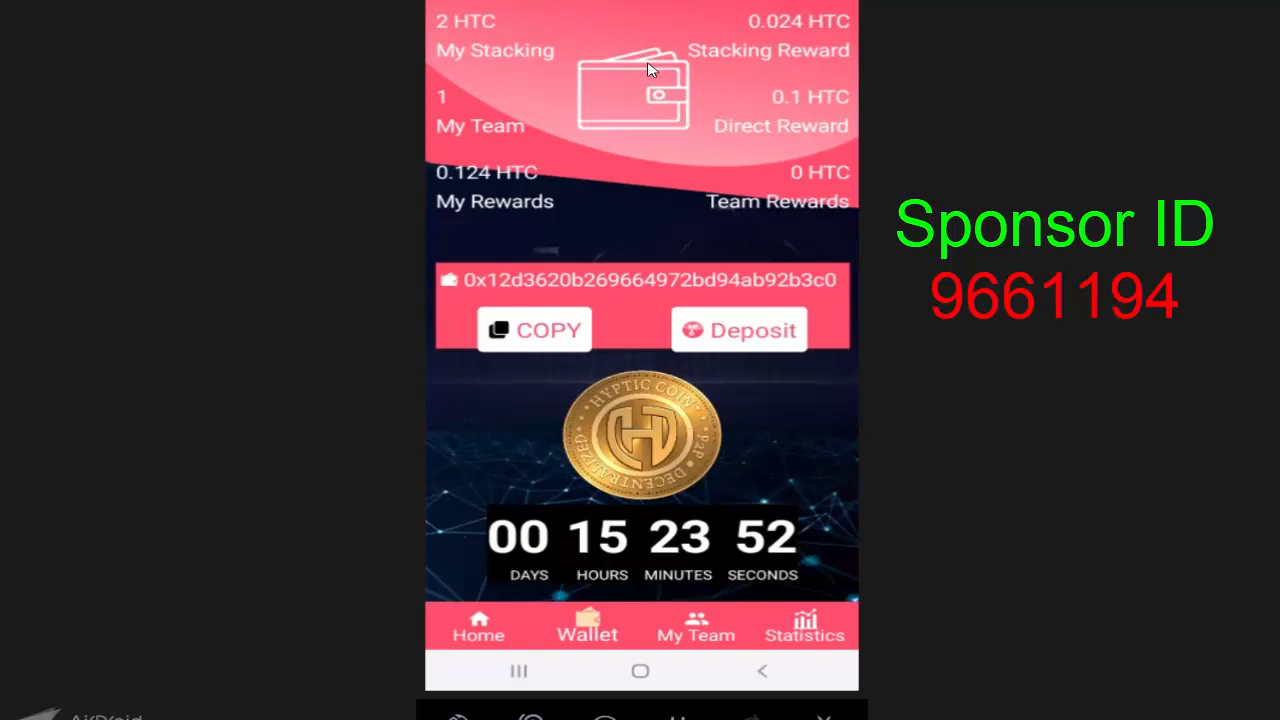 2 HTC
0.024 HTC
My Stacking
Stacking Reward
1
0.1 HTC
My Team
Direct Reward
0.124 HTC
0 HTC
My Rewards
Team Rewards
Sponsor ID
9661194
0x12d3620b269664972bd94ab92b3c0
COPY
Deposit
HYPTIC COIN
P2P
DECENTRALIZED
00 15 23 52
DAYS HOURS MINUTES SECONDS
Home Wallet My Team Statistics
AirDroid